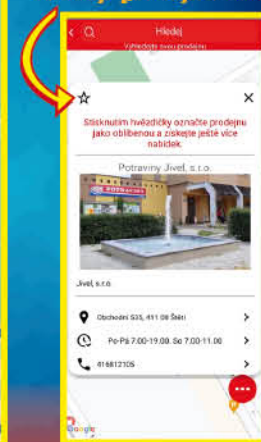 Hledej
Vyhledejte svou prodejnu
Stisknutím hvězdičky označte prodejnu
jako oblíbenou a získejte ještě více
nabídek.
Potraviny Jivel, s.r.o.
POTRAVINY
Jivel, s.r.o.
Obchodní 535, 411 08 Štětí
Po-Pá 7.00-19.00. So 7.00-11.00
416812105
Google